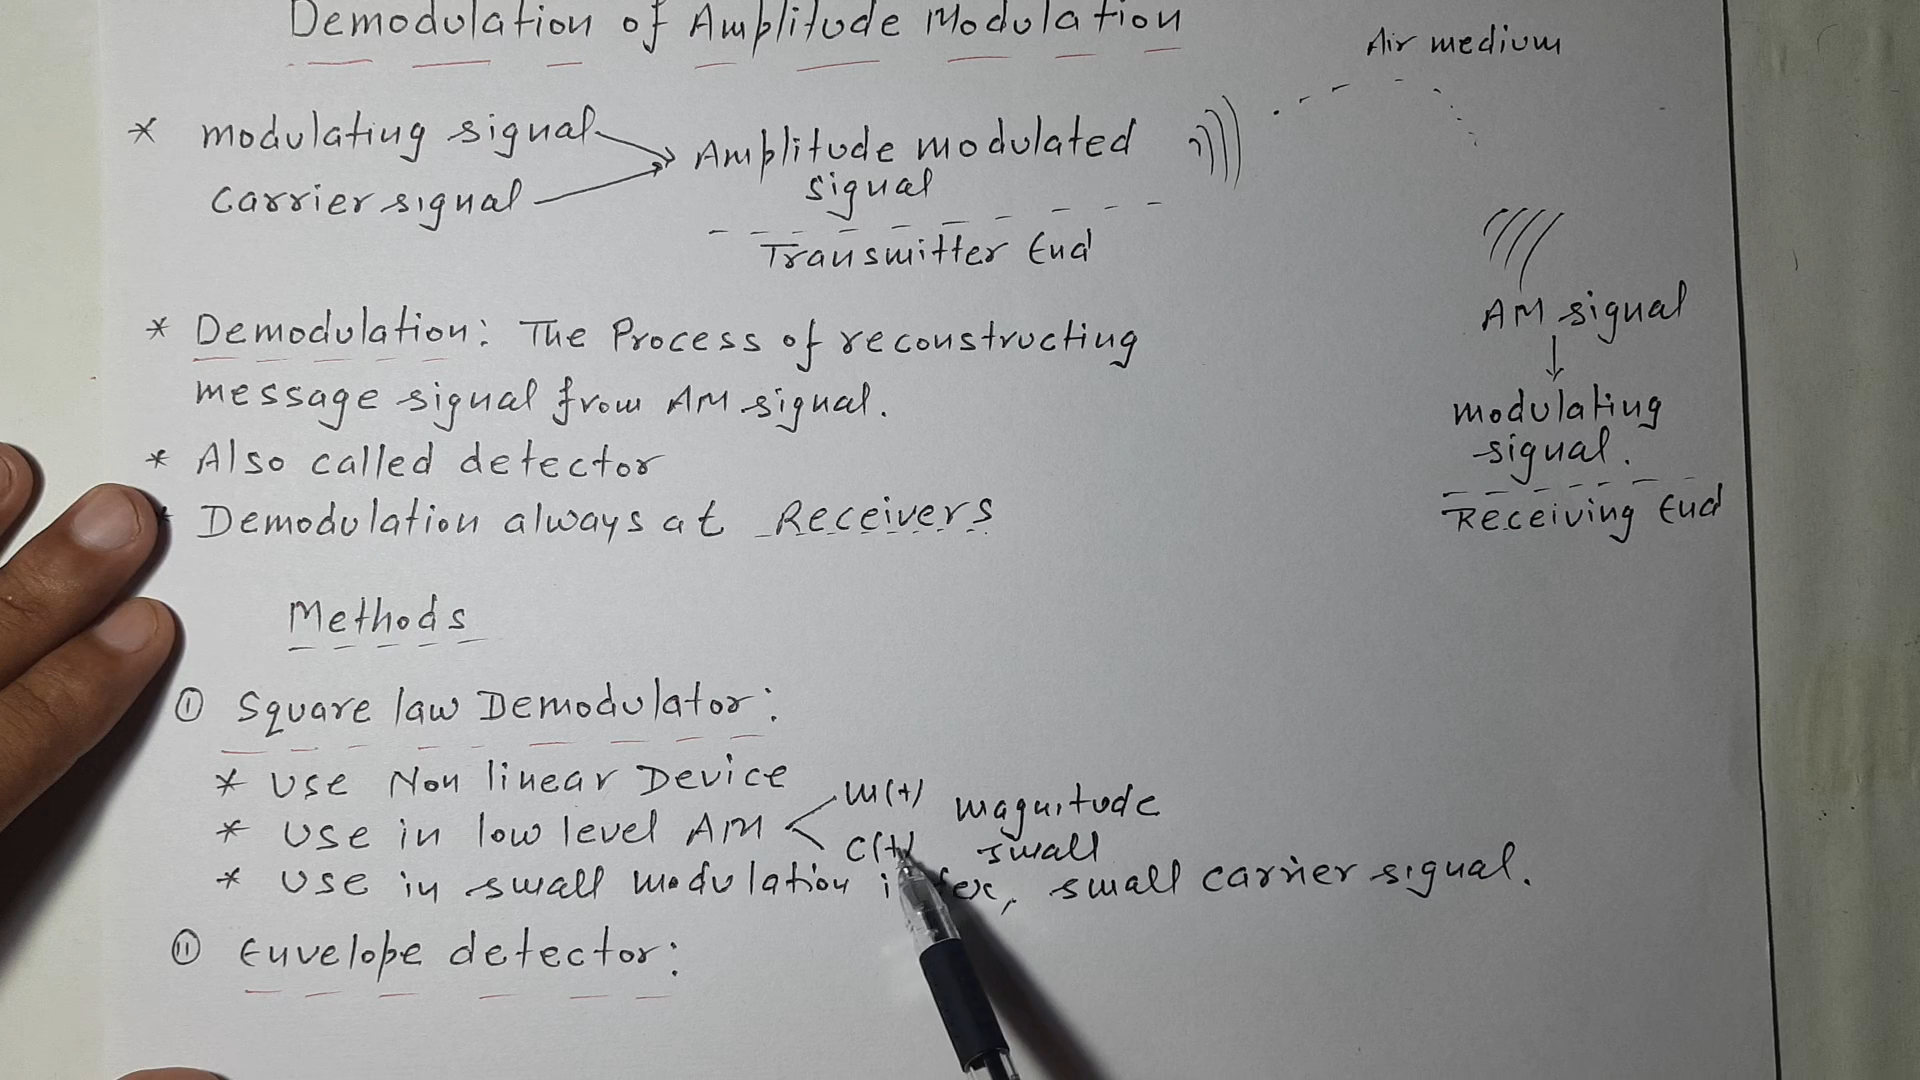 Demodulation of Amplitude Modulation
Air medium
* modulating signal
carrier signal
Amplitude modulated
signal
Transmitter End
AM signal
↓
modulating
signal.
Receiving End
* Demodulation: The Process of reconstructing
message signal from AM signal.
* Also called detector
* Demodulation always at Receivers
Methods
① Square law Demodulator:
* Use Non linear Device
* Use in low level AM < m(t) magnitude
c(t) small
* Use in small modulation small carrier signal.
⑪ Envelope detector: